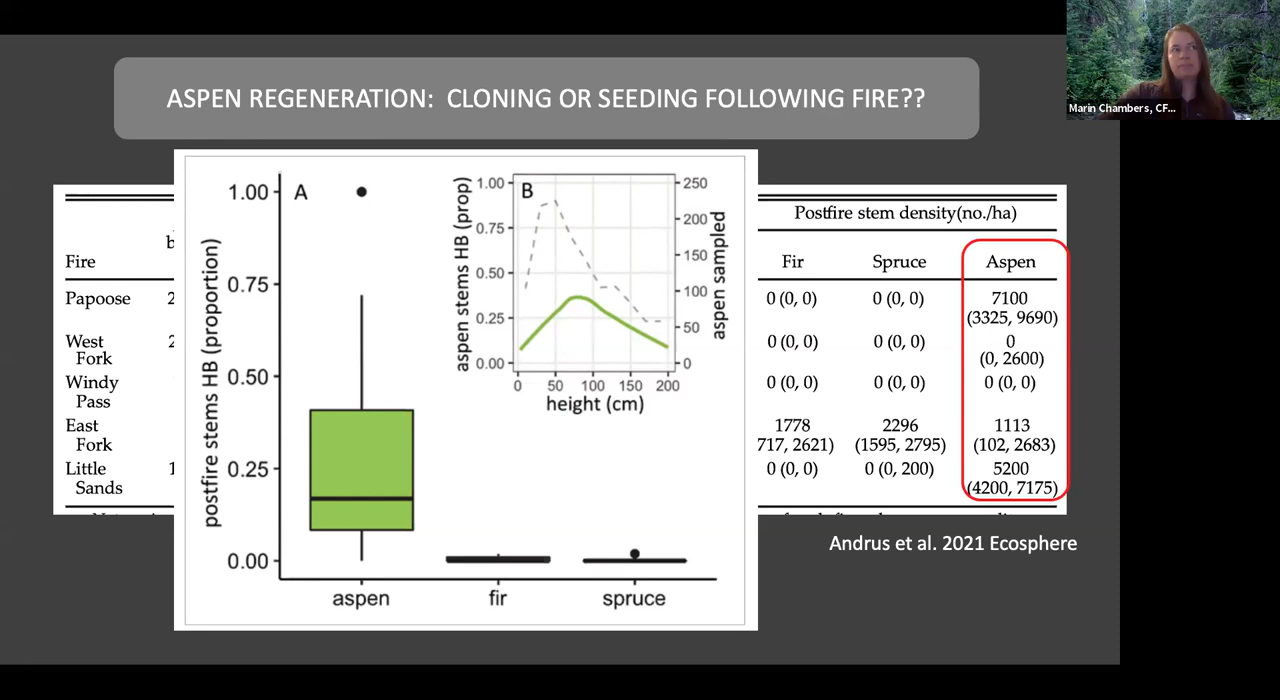 ASPEN REGENERATION: CLONING OR SEEDING FOLLOWING FIRE??
Marin Chambers, CF...
Postfire stem density(no./ha)
b
Fire
Fir
Spruce
Aspen
Papoose
2
0 (0, 0)
0 (0, 0)
7100
(3325, 9690)
West
Fork
2
0 (0, 0)
0 (0, 0)
0
(0, 2600)
Windy
Pass
0 (0, 0)
0 (0, 0)
0 (0, 0)
East
Fork
1778
717, 2621)
2296
(1595, 2795)
1113
(102, 2683)
Little
Sands
1
0 (0, 0)
0 (0, 200)
5200
(4200, 7175)
A
postfire stems HB (proportion)
1.00
0.75
0.50
0.25
0.00
aspen
fir
spruce
B
aspen stems HB (prop)
1.00
0.75
0.50
0.25
0.00
250
200
150
100
50
0
aspen sampled
0
50
100
150
200
height (cm)
Andrus et al. 2021 Ecosphere